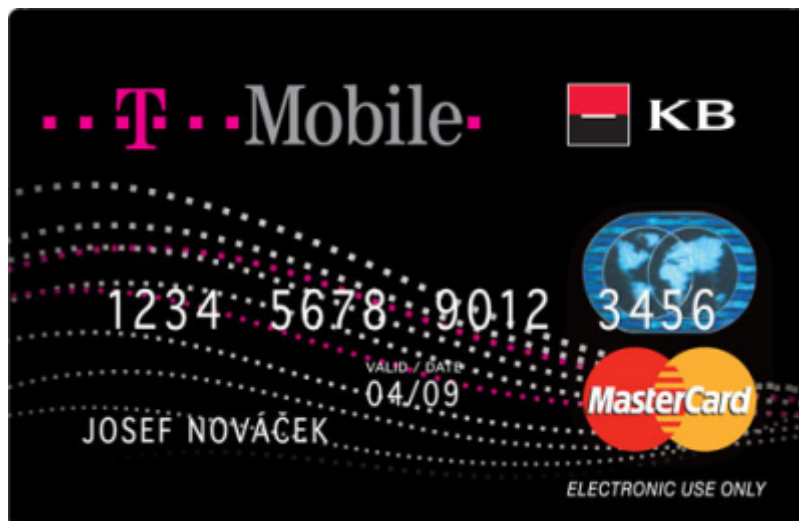 T Mobile
KB
1234 5678 9012 3456
VALID / DATE
04/09
JOSEF NOVÁČEK
MasterCard
ELECTRONIC USE ONLY